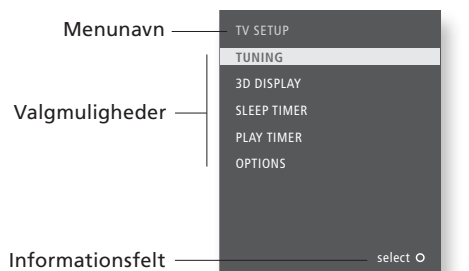 Menunavn
TV SETUP
TUNING
3D DISPLAY
Valgmuligheder
SLEEP TIMER
PLAY TIMER
OPTIONS
Informationsfelt
select